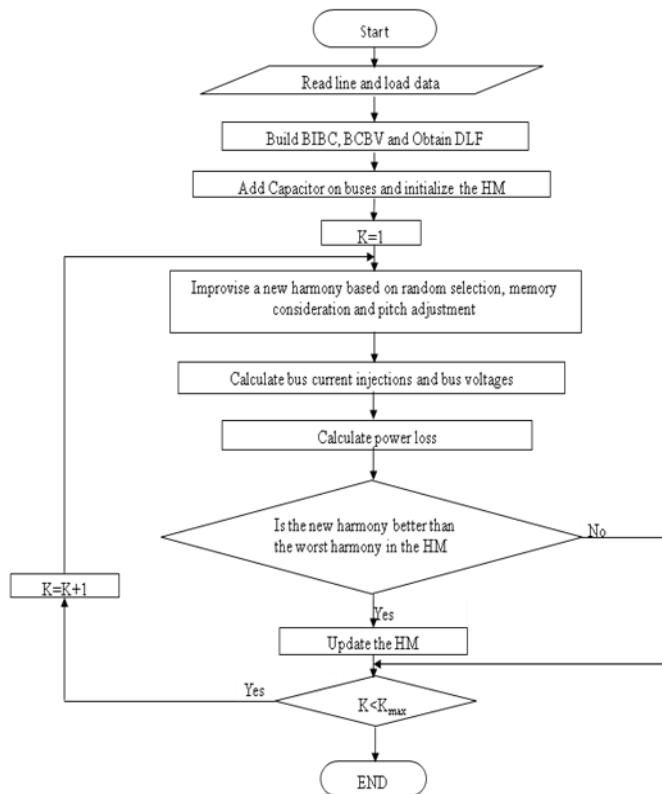 Start
Read line and load data
Build BIBC, BCBV and Obtain DLF
Add Capacitor on buses and initialize the HM
K=1
Improvise a new harmony based on random selection, memory
consideration and pitch adjustment
Calculate bus current injections and bus voltages
Calculate power loss
Is the new harmony better than
the worst harmony in the HM
No
K=K+1
Yes
Update the HM
Yes
K<Kmax
END